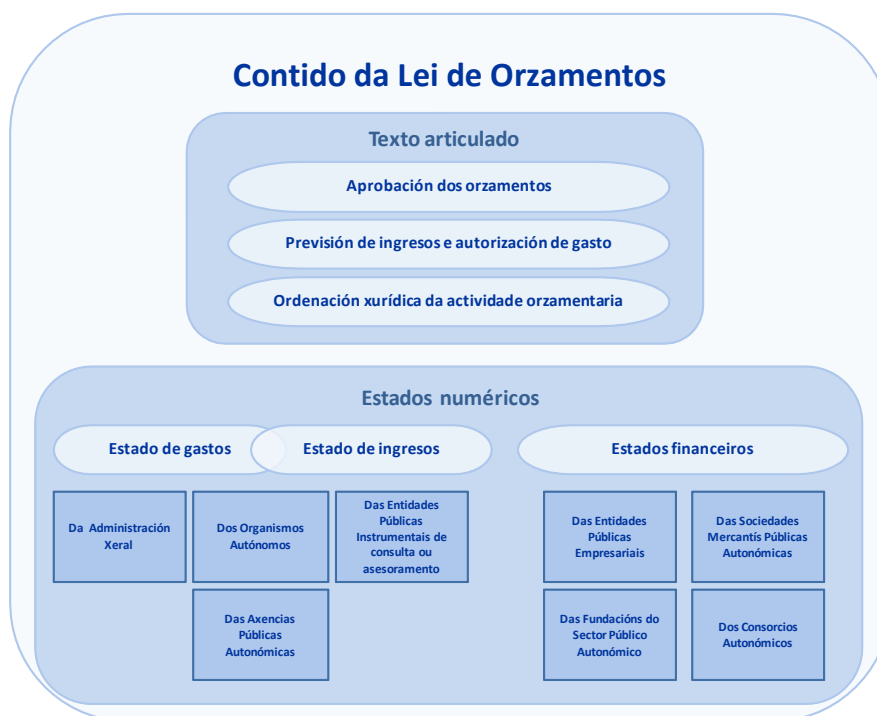 Contido da Lei de Orzamentos
Texto articulado
Aprobación dos orzamentos
Previsión de ingresos e autorización de gasto
Ordenación xurídica da actividade orzamentaria
Estados numéricos
Estado de gastos
Estado de ingresos
Estados financeiros
Da Administración
Xeral
Dos Organismos
Autónomos
Das Entidades
Públicas
Instrumentais de
consulta ou
asesoramento
Das Entidades
Públicas
Empresariais
Das Sociedades
Mercantís Públicas
Autonómicas
Das Axencias
Públicas
Autonómicas
Das Fundacións do
Sector Público
Autonómico
Dos Consorcios
Autonómicos